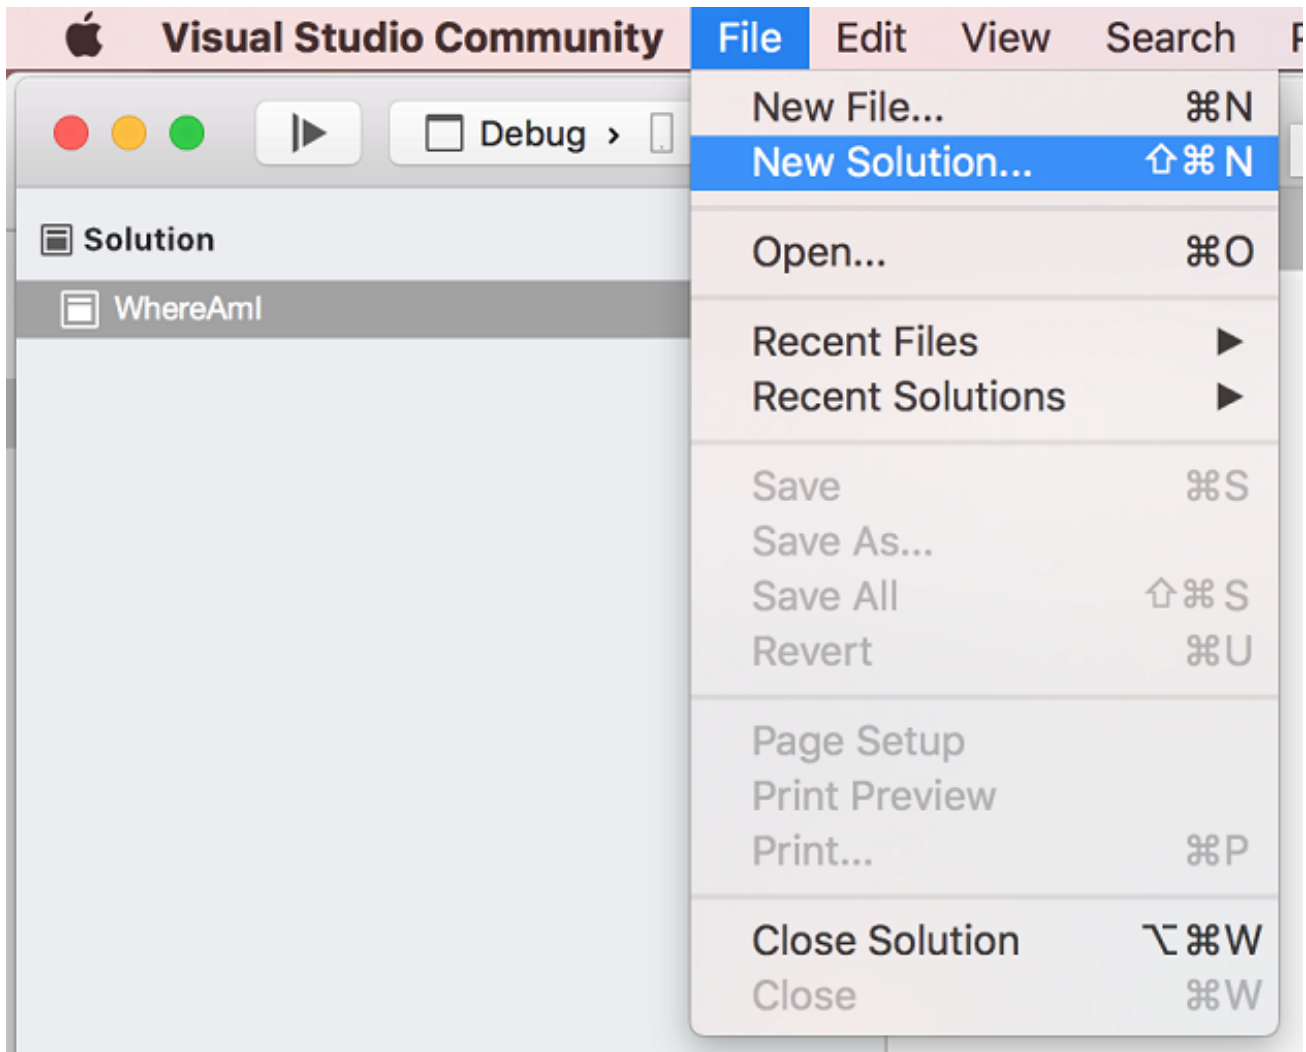 Visual Studio Community File Edit View Search
New File... ⌘N
Debug
New Solution... ⇧⌘N
Solution
Open... ⌘O
WhereAmI
Recent Files
Recent Solutions
Save ⌘S
Save As...
Save All ⇧⌘S
Revert ⌘U
Page Setup
Print Preview
Print... ⌘P
Close Solution ⌥⌘W
Close ⌘W